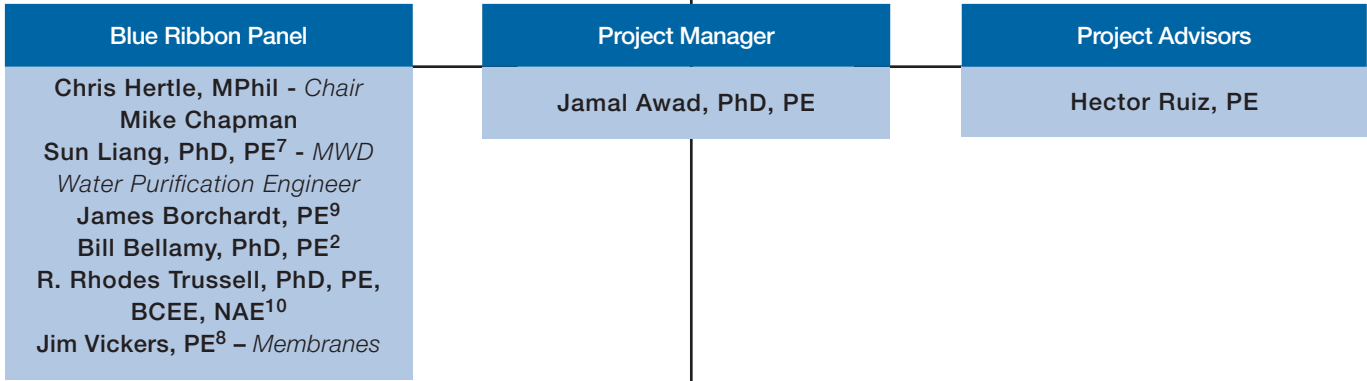 Blue Ribbon Panel
Chris Hertle, MPhil - Chair
Mike Chapman
Sun Liang, PhD, PE7 - MWD
Water Purification Engineer
James Borchardt, PE9
Bill Bellamy, PhD, PE2
R. Rhodes Trussell, PhD, PE,
BCEE, NAE10
Jim Vickers, PE8 – Membranes
Project Manager
Jamal Awad, PhD, PE
Project Advisors
Hector Ruiz, PE